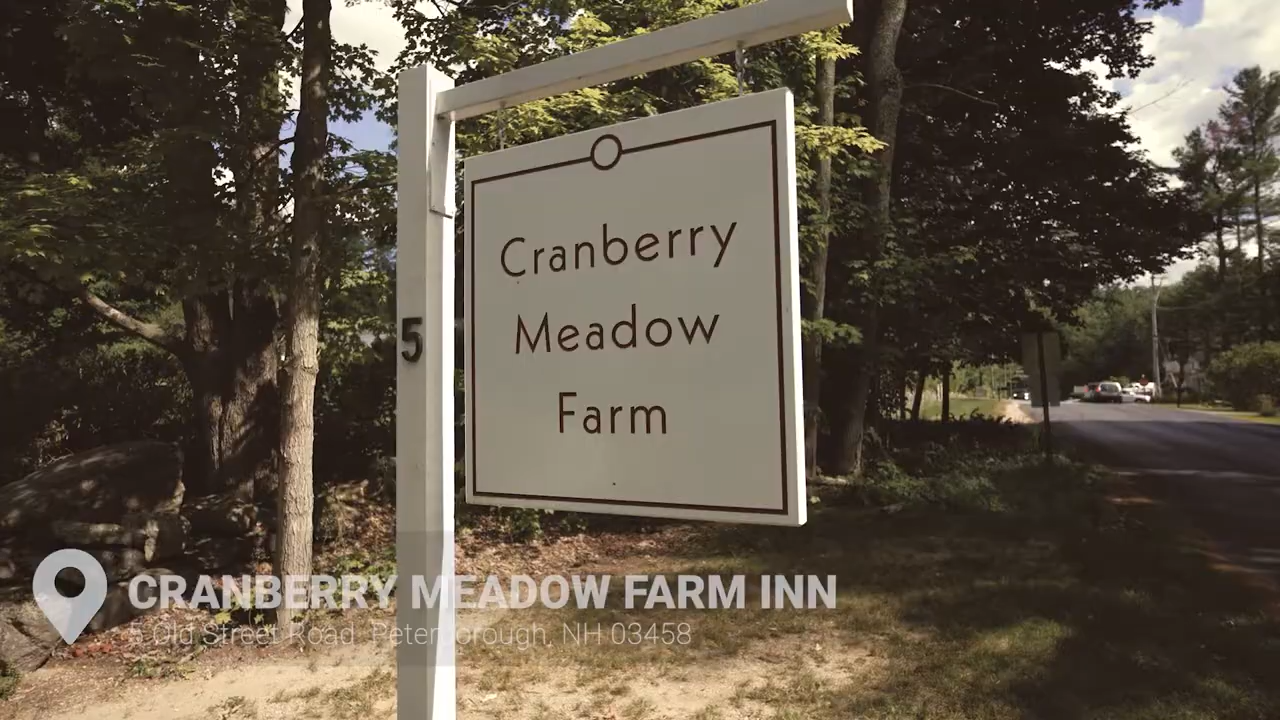 5
Cranberry
Meadow
Farm
CRANBERRY MEADOW FARM INN
5 Old Street Road, Peterborough, NH 03458